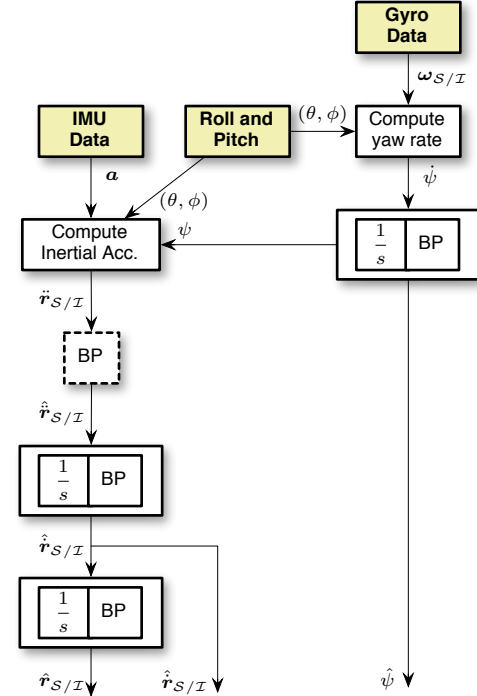 Gyro
Data
ω_{S/I}
IMU
Data
Roll and
Pitch
(θ, ϕ)
Compute
yaw rate
a
(θ, ϕ)
ψ̇
Compute
Inertial Acc.
ψ
1/s BP
r̈_{S/I}
BP
r̈̂_{S/I}
1/s BP
ṙ̂_{S/I}
1/s BP
r̂_{S/I}
ṙ̂_{S/I}
ψ̂